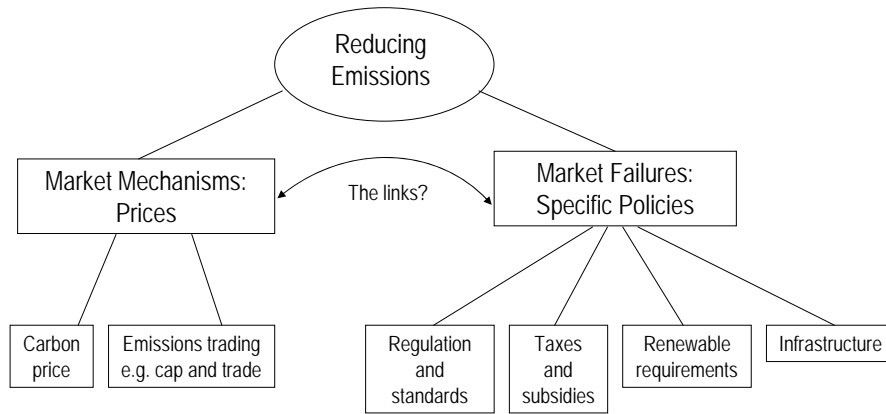 Reducing
Emissions
Market Mechanisms:
Prices
The links?
Market Failures:
Specific Policies
Carbon
price
Emissions trading
e.g. cap and trade
Regulation
and
standards
Taxes
and
subsidies
Renewable
requirements
Infrastructure